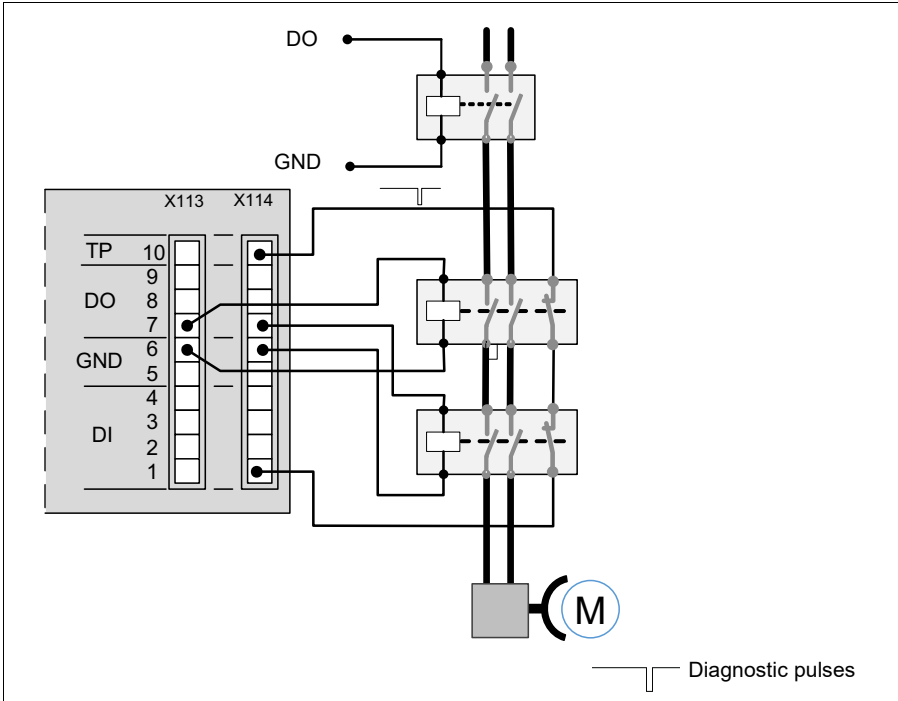 DO
GND
X113 X114
TP 10
9
DO 8
7
6
GND 5
4
3
DI 2
1
M
Diagnostic pulses